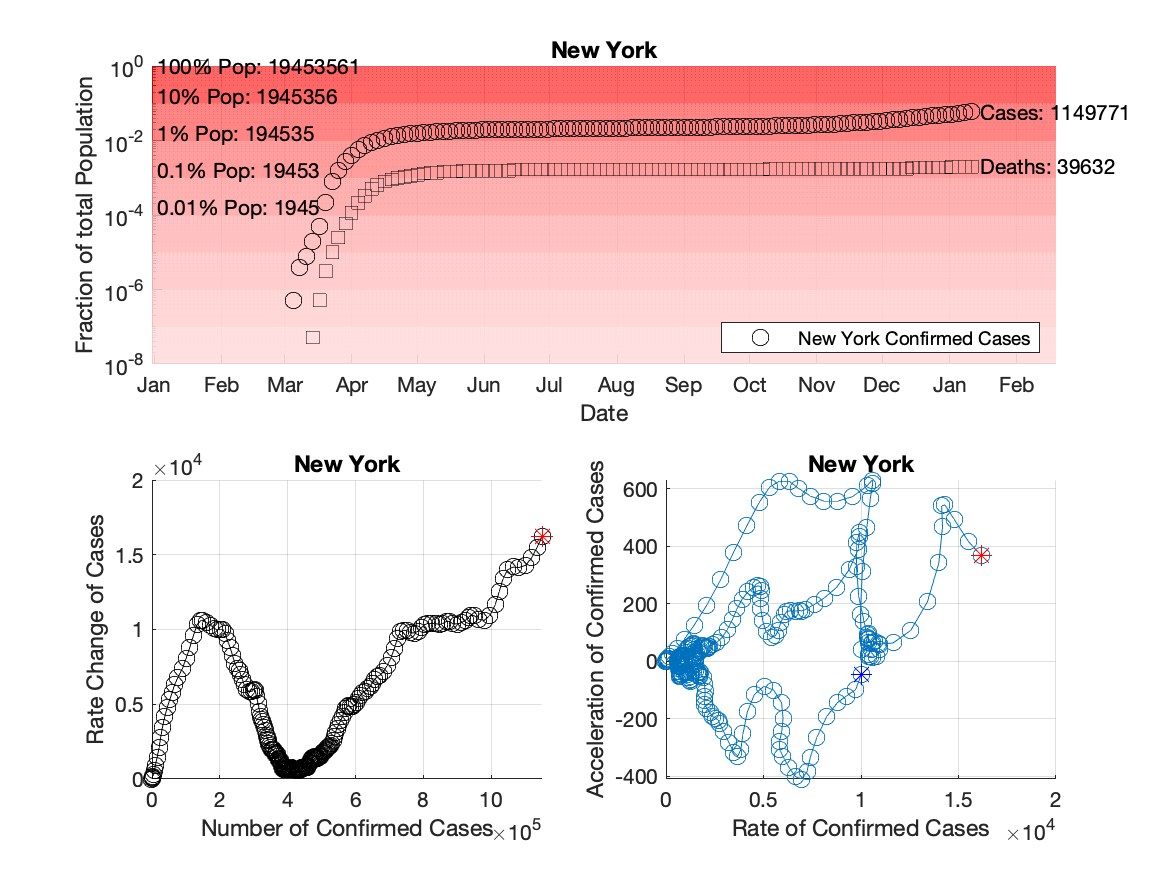 New York
10^0
10^-2
10^-4
10^-6
10^-8
Fraction of total Population
100% Pop: 19453561
10% Pop: 1945356
1% Pop: 194535
0.1% Pop: 19453
0.01% Pop: 1945
Cases: 1149771
Deaths: 39632
New York Confirmed Cases
Jan Feb Mar Apr May Jun Jul Aug Sep Oct Nov Dec Jan Feb
Date
New York
×10^4
2
1.5
1
0.5
0
Rate Change of Cases
0 2 4 6 8 10
Number of Confirmed Cases ×10^5
New York
600
400
200
0
-200
-400
Acceleration of Confirmed Cases
0 0.5 1 1.5 2
Rate of Confirmed Cases ×10^4